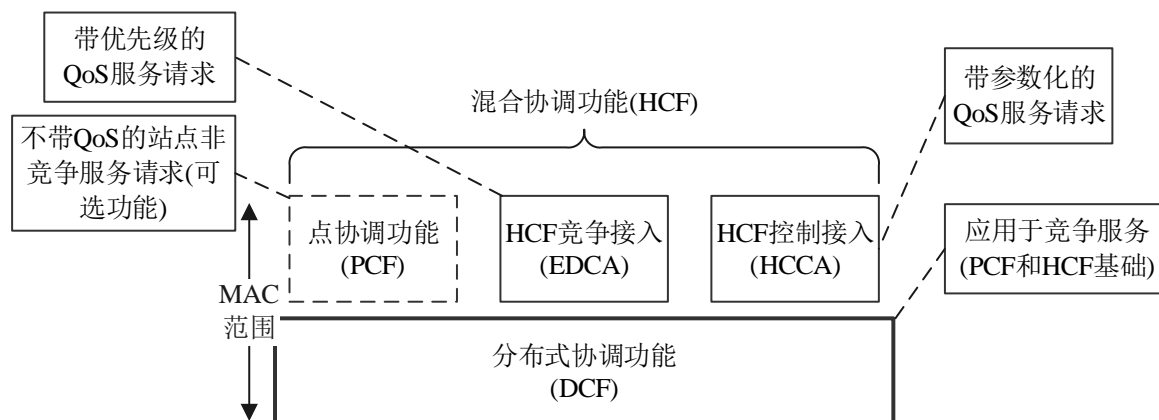 带优先级的
QoS服务请求
混合协调功能(HCF)
带参数化的
QoS服务请求
不带QoS的站点非
竞争服务请求(可
选功能)
点协调功能
(PCF)
HCF竞争接入
(EDCA)
HCF控制接入
(HCCA)
应用于竞争服务
(PCF和HCF基础)
MAC
范围
分布式协调功能
(DCF)